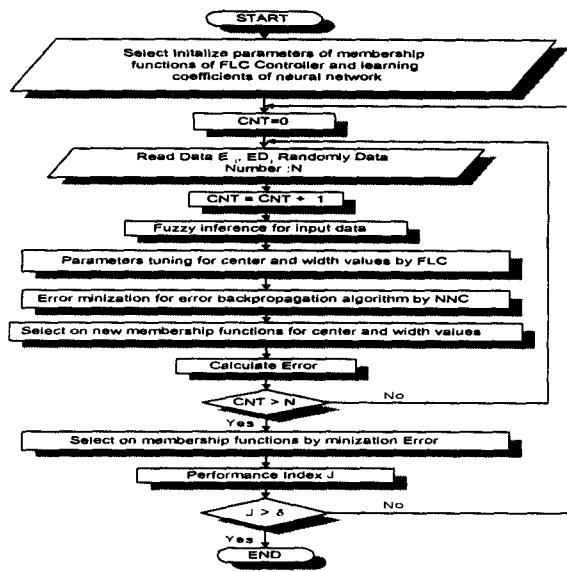 START
Select Initalize parameters of membership
functions of FLC Controller and learning
coefficients of neural network
CNT=0
Read Data E , ED, Randomly Data
Number :N
CNT = CNT + 1
Fuzzy inference for input data
Parameters tuning for center and width values by FLC
Error minization for error backpropagation algorithm by NNC
Select on new membership functions for center and width values
Calculate Error
CNT > N
No
Yes
Select on membership functions by minization Error
Performance Index J
J > δ
No
Yes
END